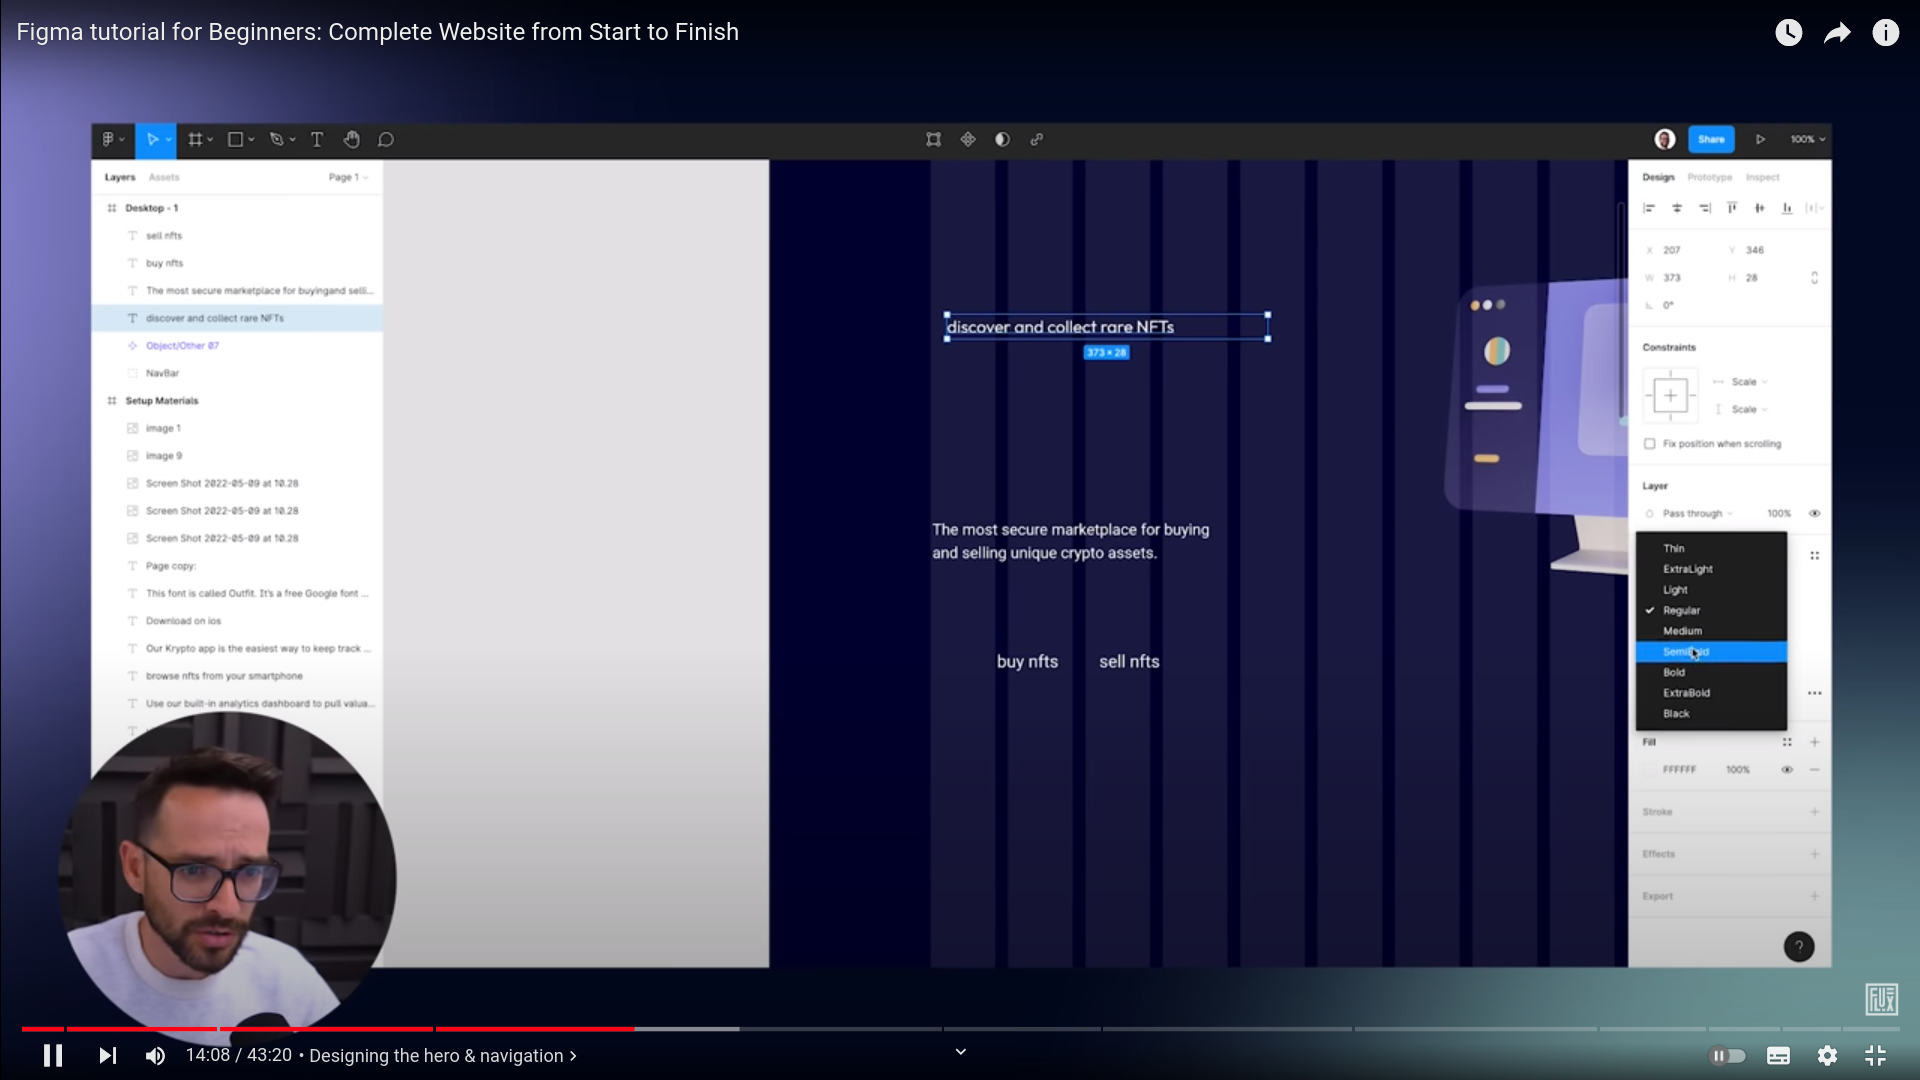 Figma tutorial for Beginners: Complete Website from Start to Finish
Share
100%
Layers
Assets
Page 1
Desktop - 1
sell nfts
buy nfts
The most secure marketplace for buyingand selli...
discover and collect rare NFTs
Object/Other 07
NavBar
Setup Materials
image 1
image 9
Screen Shot 2022-05-09 at 10.28
Screen Shot 2022-05-09 at 10.28
Screen Shot 2022-05-09 at 10.28
Page copy:
This font is called Outfit. It's a free Google font ...
Download on ios
Our Krypto app is the easiest way to keep track ...
browse nfts from your smartphone
Use our built-in analytics dashboard to pull valua...
discover and collect rare NFTs
373 × 28
The most secure marketplace for buying
and selling unique crypto assets.
buy nfts
sell nfts
Design
Prototype
Inspect
X 207
Y 346
W 373
H 28
0°
Constraints
Scale
Scale
Fix position when scrolling
Layer
Pass through
100%
Thin
ExtraLight
Light
Regular
Medium
SemiBold
Bold
ExtraBold
Black
Fill
FFFFFF
100%
Stroke
Effects
Export
?
FLUX
14:08 / 43:20 • Designing the hero & navigation